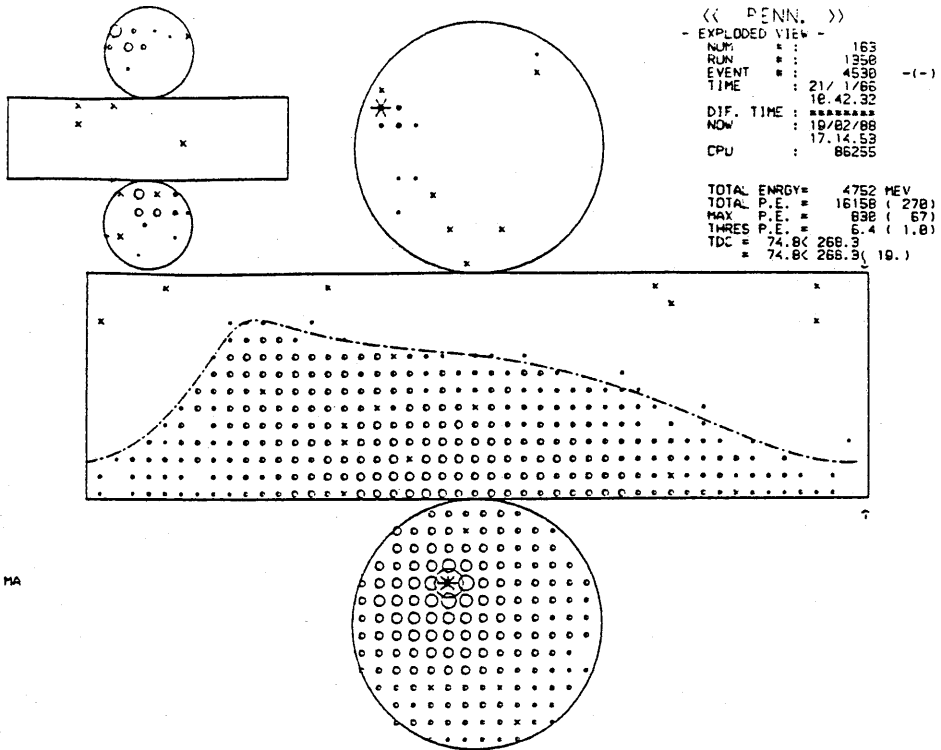 << PENN. >>
- EXPLODED VIEW -
NUM * : 163
RUN * : 1350
EVENT * : 4530 -(-)
TIME : 21/ 1/86
10.42.32
DIF. TIME : ********
NOW : 19/02/88
17.14.53
CPU : 86255
TOTAL ENRGY= 4752 MEV
TOTAL P.E. = 16158 ( 270)
MAX P.E. = 830 ( 67)
THRES P.E. = 6.4 ( 1.0)
TDC = 74.8< 266.3
= 74.8< 266.3( 19.)
MA